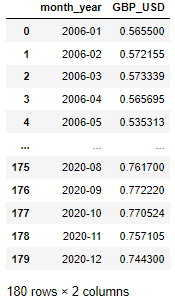 month_year GBP_USD
0 2006-01 0.565500
1 2006-02 0.572155
2 2006-03 0.573339
3 2006-04 0.565695
4 2006-05 0.535313
... ... ...
175 2020-08 0.761700
176 2020-09 0.772220
177 2020-10 0.770524
178 2020-11 0.757105
179 2020-12 0.744300
180 rows × 2 columns